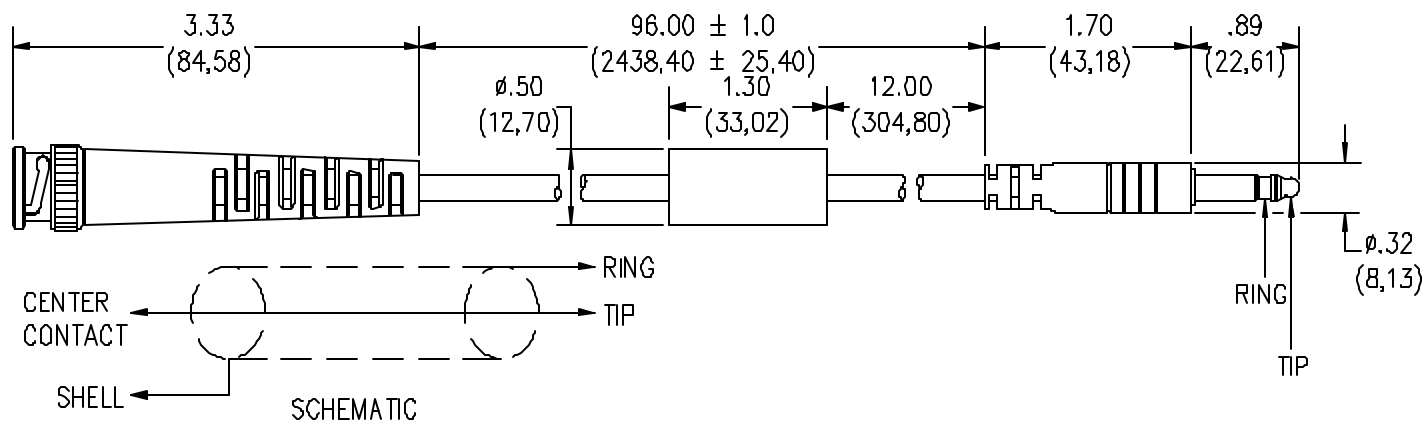 3.33
(84,58)
96.00 ± 1.0
(2438,40 ± 25,40)
1.70
(43,18)
.89
(22,61)
ø.50
(12,70)
1.30
(33,02)
12.00
(304,80)
ø.32
(8,13)
RING
TIP
RING
TIP
CENTER
CONTACT
SHELL
SCHEMATIC